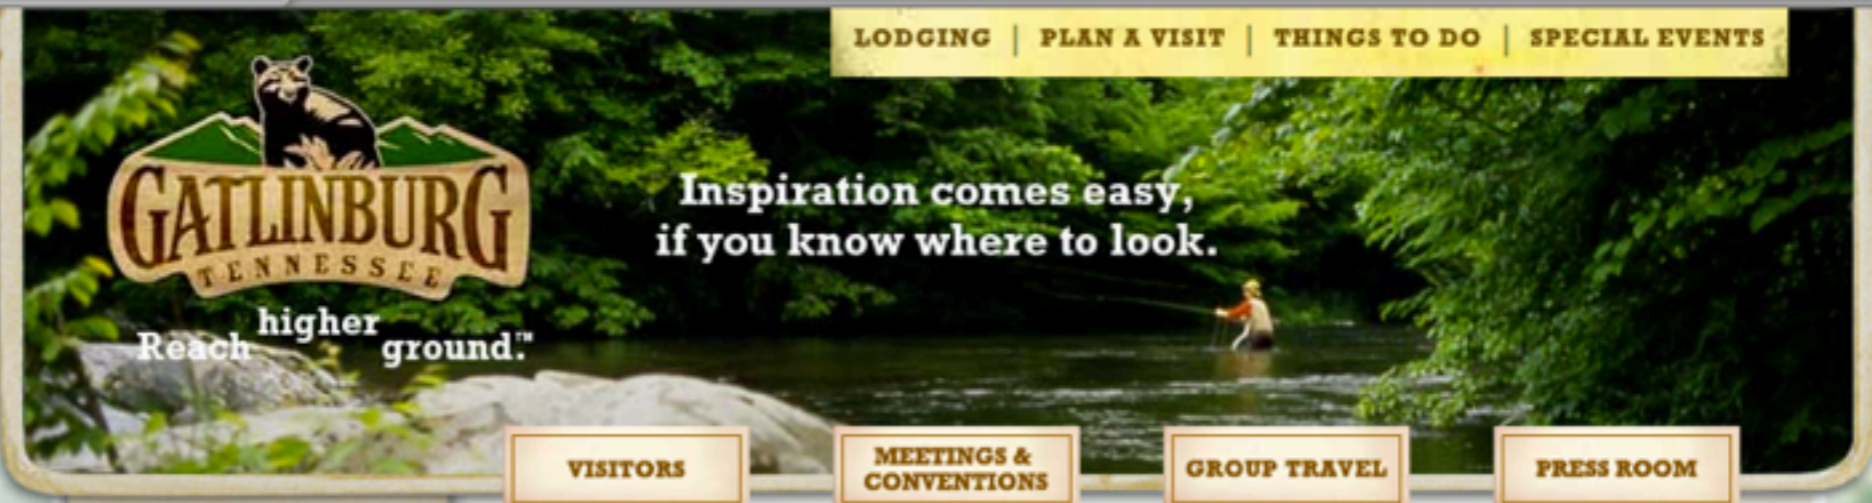 LODGING | PLAN A VISIT | THINGS TO DO | SPECIAL EVENTS
GATLINBURG
TENNESSEE
Reach higher ground.™
Inspiration comes easy,
if you know where to look.
VISITORS
MEETINGS &
CONVENTIONS
GROUP TRAVEL
PRESS ROOM